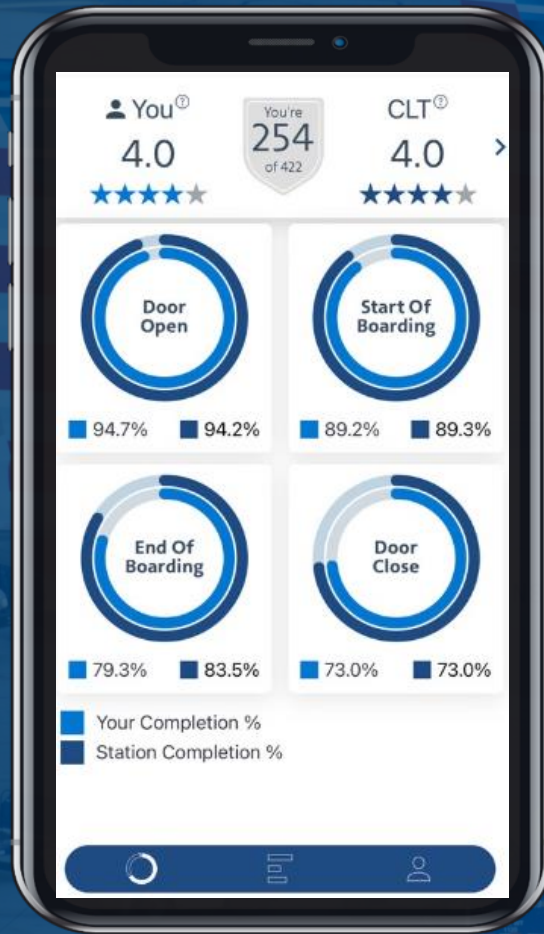 You?
You're
CLT?
4.0
254
4.0
of 422
Door
Open
Start Of
Boarding
94.7%
94.2%
89.2%
89.3%
End Of
Boarding
Door
Close
79.3%
83.5%
73.0%
73.0%
Your Completion %
Station Completion %